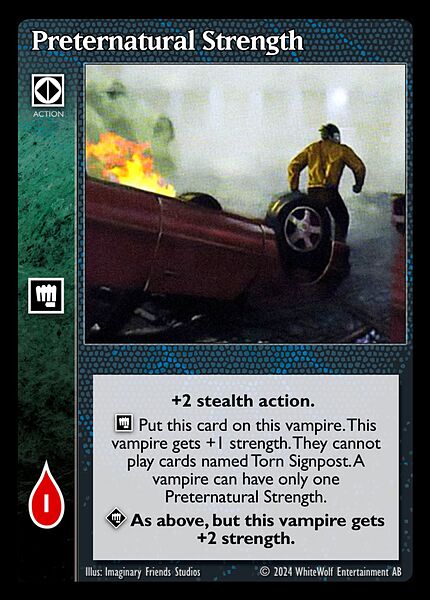 Preternatural Strength
ACTION
+2 stealth action.
Put this card on this vampire. This
vampire gets +1 strength. They cannot
play cards named Torn Signpost. A
vampire can have only one
Preternatural Strength.
As above, but this vampire gets
+2 strength.
1
Illus: Imaginary Friends Studios © 2024 WhiteWolf Entertainment AB